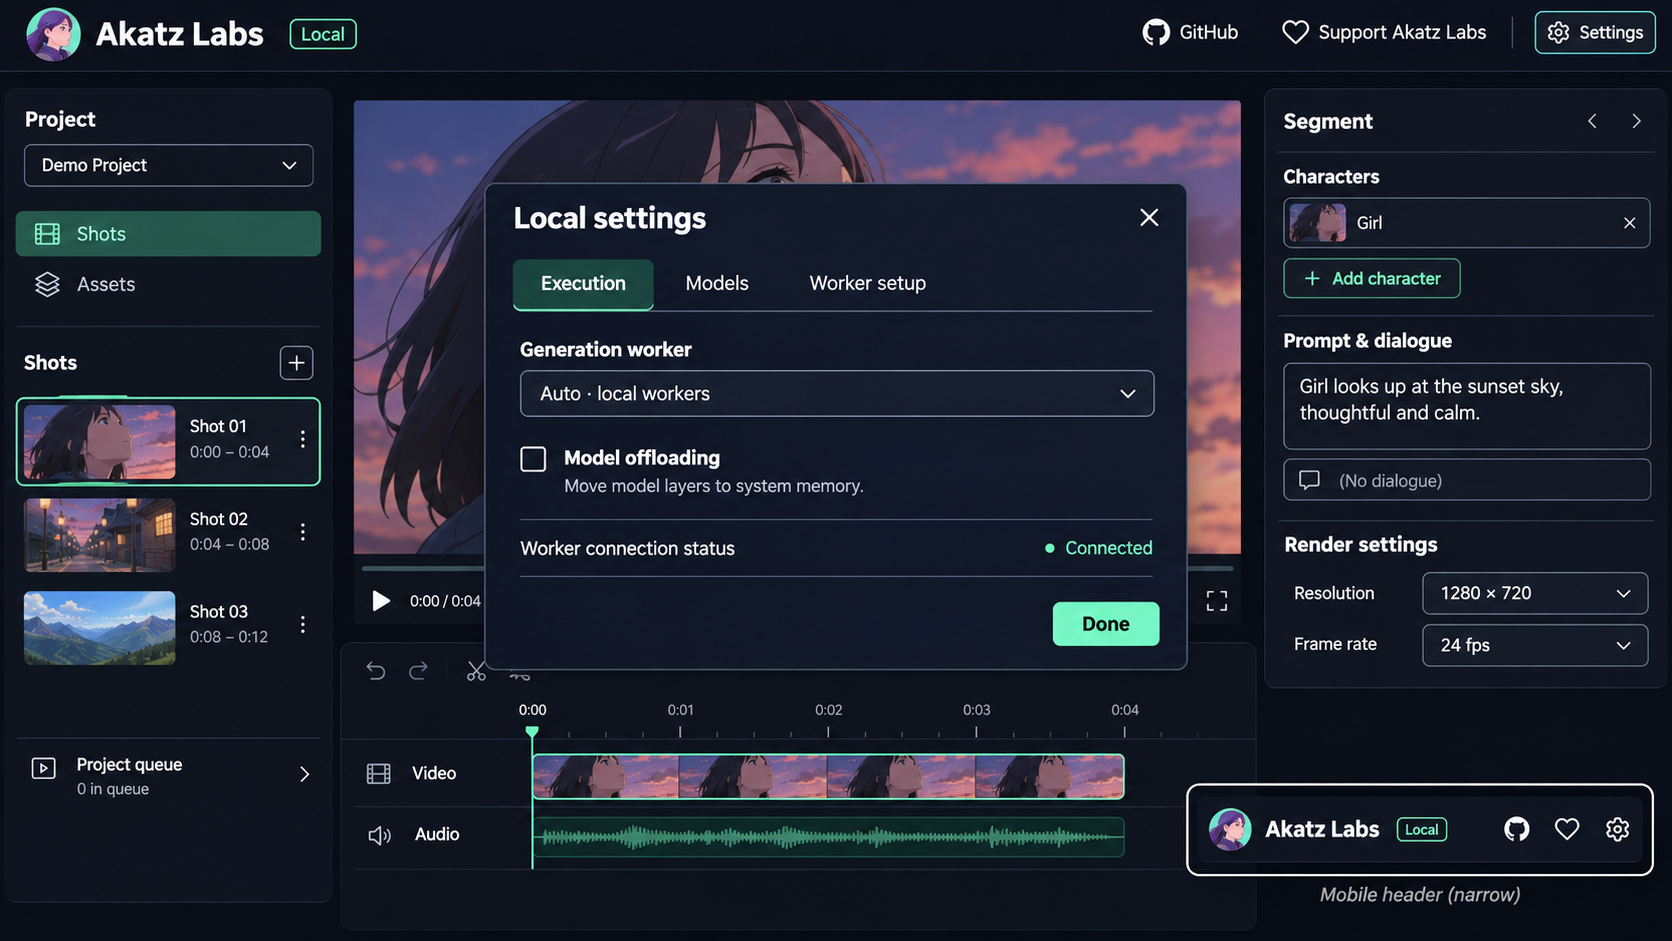 Akatz Labs
Local
GitHub
Support Akatz Labs
Settings
Project
Demo Project
Shots
Assets
Shots
Shot 01
0:00 – 0:04
Shot 02
0:04 – 0:08
Shot 03
0:08 – 0:12
Project queue
0 in queue
Local settings
Execution
Models
Worker setup
Generation worker
Auto · local workers
Model offloading
Move model layers to system memory.
Worker connection status
Connected
Done
0:00 / 0:04
0:00
0:01
0:02
0:03
0:04
Video
Audio
Segment
Characters
Girl
Add character
Prompt & dialogue
Girl looks up at the sunset sky,
thoughtful and calm.
(No dialogue)
Render settings
Resolution
1280 × 720
Frame rate
24 fps
Akatz Labs
Local
Mobile header (narrow)